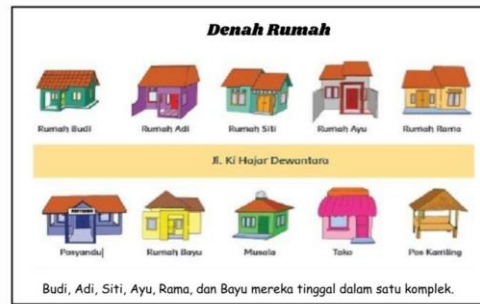 Denah Rumah
Rumah Budi Rumah Adi Rumah Siti Rumah Ayu Rumah Rama
Jl. Ki Hajar Dewantara
Posyandu Rumah Bayu Musala Toko Pos Kamling
Budi, Adi, Siti, Ayu, Rama, dan Bayu mereka tinggal dalam satu komplek.